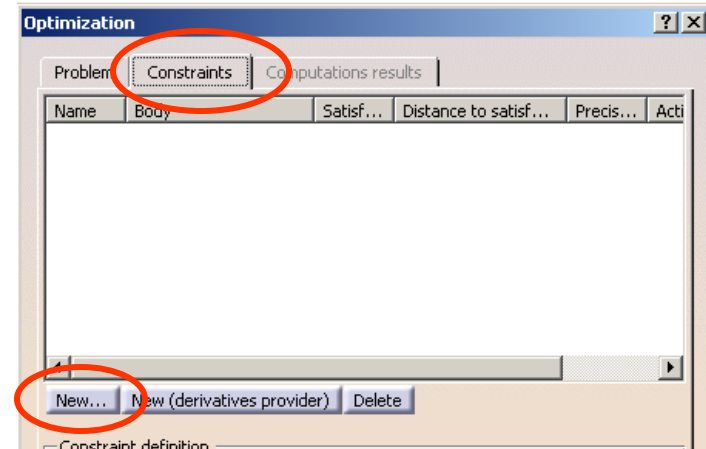 Optimization
Problem Constraints Computations results
Name Body Satisf... Distance to satisf... Precis... Acti
New... New (derivatives provider) Delete
Constraint definition